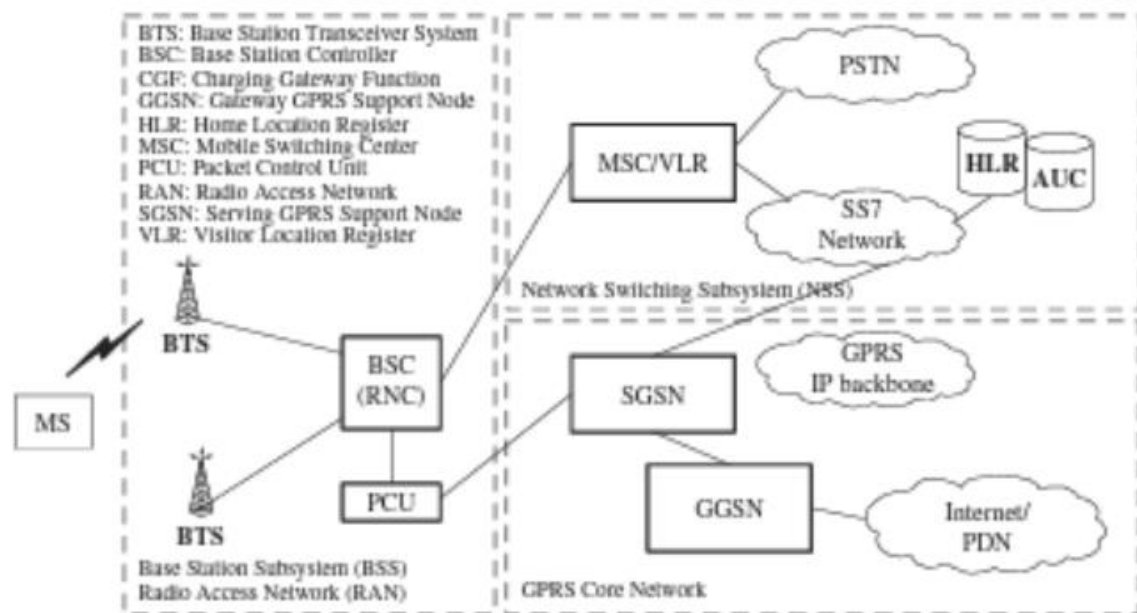 BTS: Base Station Transceiver System
BSC: Base Station Controller
CGF: Charging Gateway Function
GGSN: Gateway GPRS Support Node
HLR: Home Location Register
MSC: Mobile Switching Center
PCU: Packet Control Unit
RAN: Radio Access Network
SGSN: Serving GPRS Support Node
VLR: Visitor Location Register
BTS
MS
BSC
(RNC)
BTS
PCU
Base Station Subsystem (BSS)
Radio Access Network (RAN)
PSTN
MSC/VLR
HLR
AUC
SS7
Network
Network Switching Subsystem (NSS)
GPRS
IP backbone
SGSN
GGSN
Internet/
PDN
GPRS Core Network